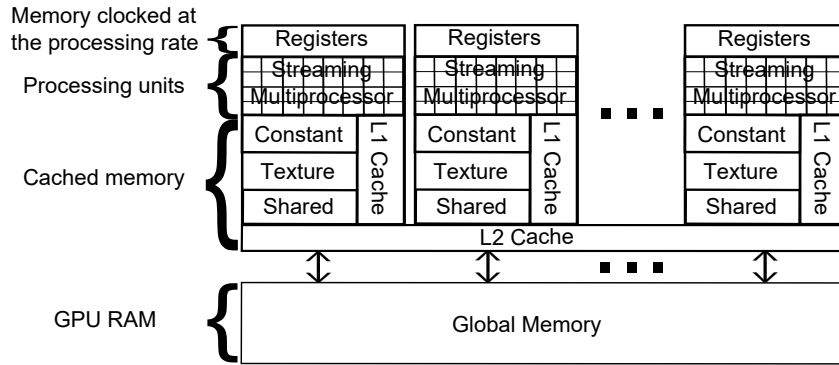 Memory clocked at
the processing rate
Registers
Registers
Registers
Processing units
Streaming
Multiprocessor
Streaming
Multiprocessor
Streaming
Multiprocessor
Cached memory
Constant
Texture
Shared
L1 Cache
Constant
Texture
Shared
L1 Cache
Constant
Texture
Shared
L1 Cache
L2 Cache
GPU RAM
Global Memory